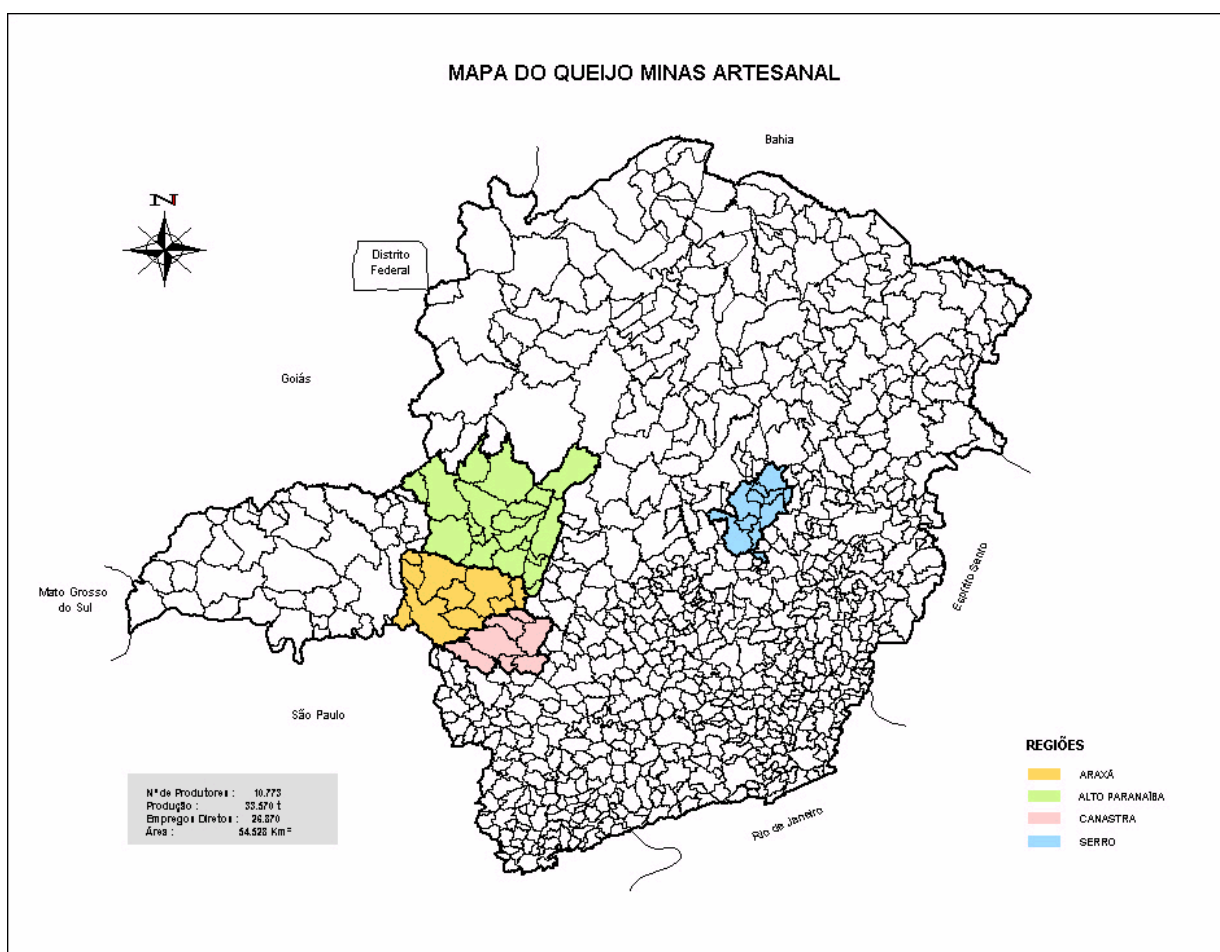 MAPA DO QUEIJO MINAS ARTESANAL
Bahia
N
Distrito
Federal
Goiás
Mato Grosso
do Sul
Espírito Santo
São Paulo
Rio de Janeiro
REGIÕES
ARAXÁ
ALTO PARANAÍBA
CANASTRA
SERRO
Nº de Produtores : 10.773
Produção : 33.570 t
Empregos Diretos : 26.870
Área : 54.528 Km²